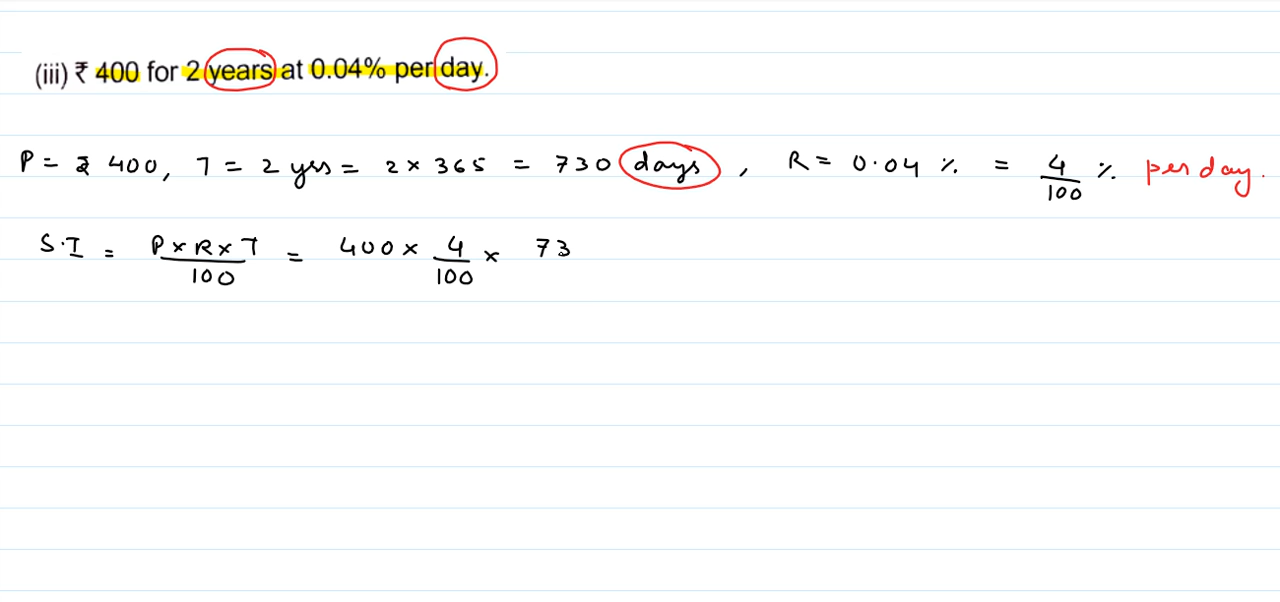 (iii) ₹ 400 for 2 years at 0.04% per day.
P = ₹ 400, T = 2 yrs = 2 × 365 = 730 days, R = 0.04 % = 4/100 % per day.
S.I = P × R × T/100 = 400 × 4/100 × 73